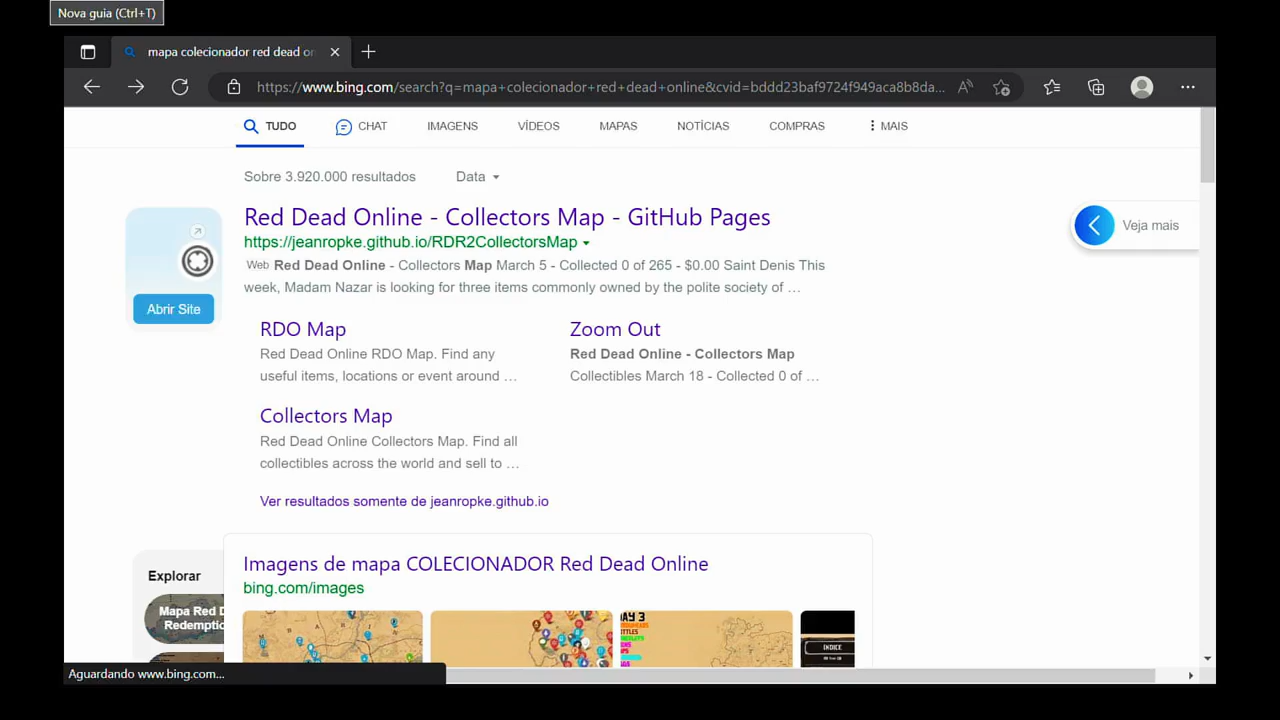 Nova guia (Ctrl+T)
mapa colecionador red dead on
https://www.bing.com/search?q=mapa+colecionador+red+dead+online&cvid=bddd23baf9724f949aca8b8da...
TUDO CHAT IMAGENS VÍDEOS MAPAS NOTÍCIAS COMPRAS MAIS
Sobre 3.920.000 resultados Data
Red Dead Online - Collectors Map - GitHub Pages
https://jeanropke.github.io/RDR2CollectorsMap
Web Red Dead Online - Collectors Map March 5 - Collected 0 of 265 - $0.00 Saint Denis This
week, Madam Nazar is looking for three items commonly owned by the polite society of …
Abrir Site
Veja mais
RDO Map
Red Dead Online RDO Map. Find any
useful items, locations or event around …
Zoom Out
Red Dead Online - Collectors Map
Collectibles March 18 - Collected 0 of …
Collectors Map
Red Dead Online Collectors Map. Find all
collectibles across the world and sell to …
Ver resultados somente de jeanropke.github.io
Imagens de mapa COLECIONADOR Red Dead Online
bing.com/images
Explorar
Mapa Red D
Redemptio
DAY 3
INDICE
Aguardando www.bing.com...